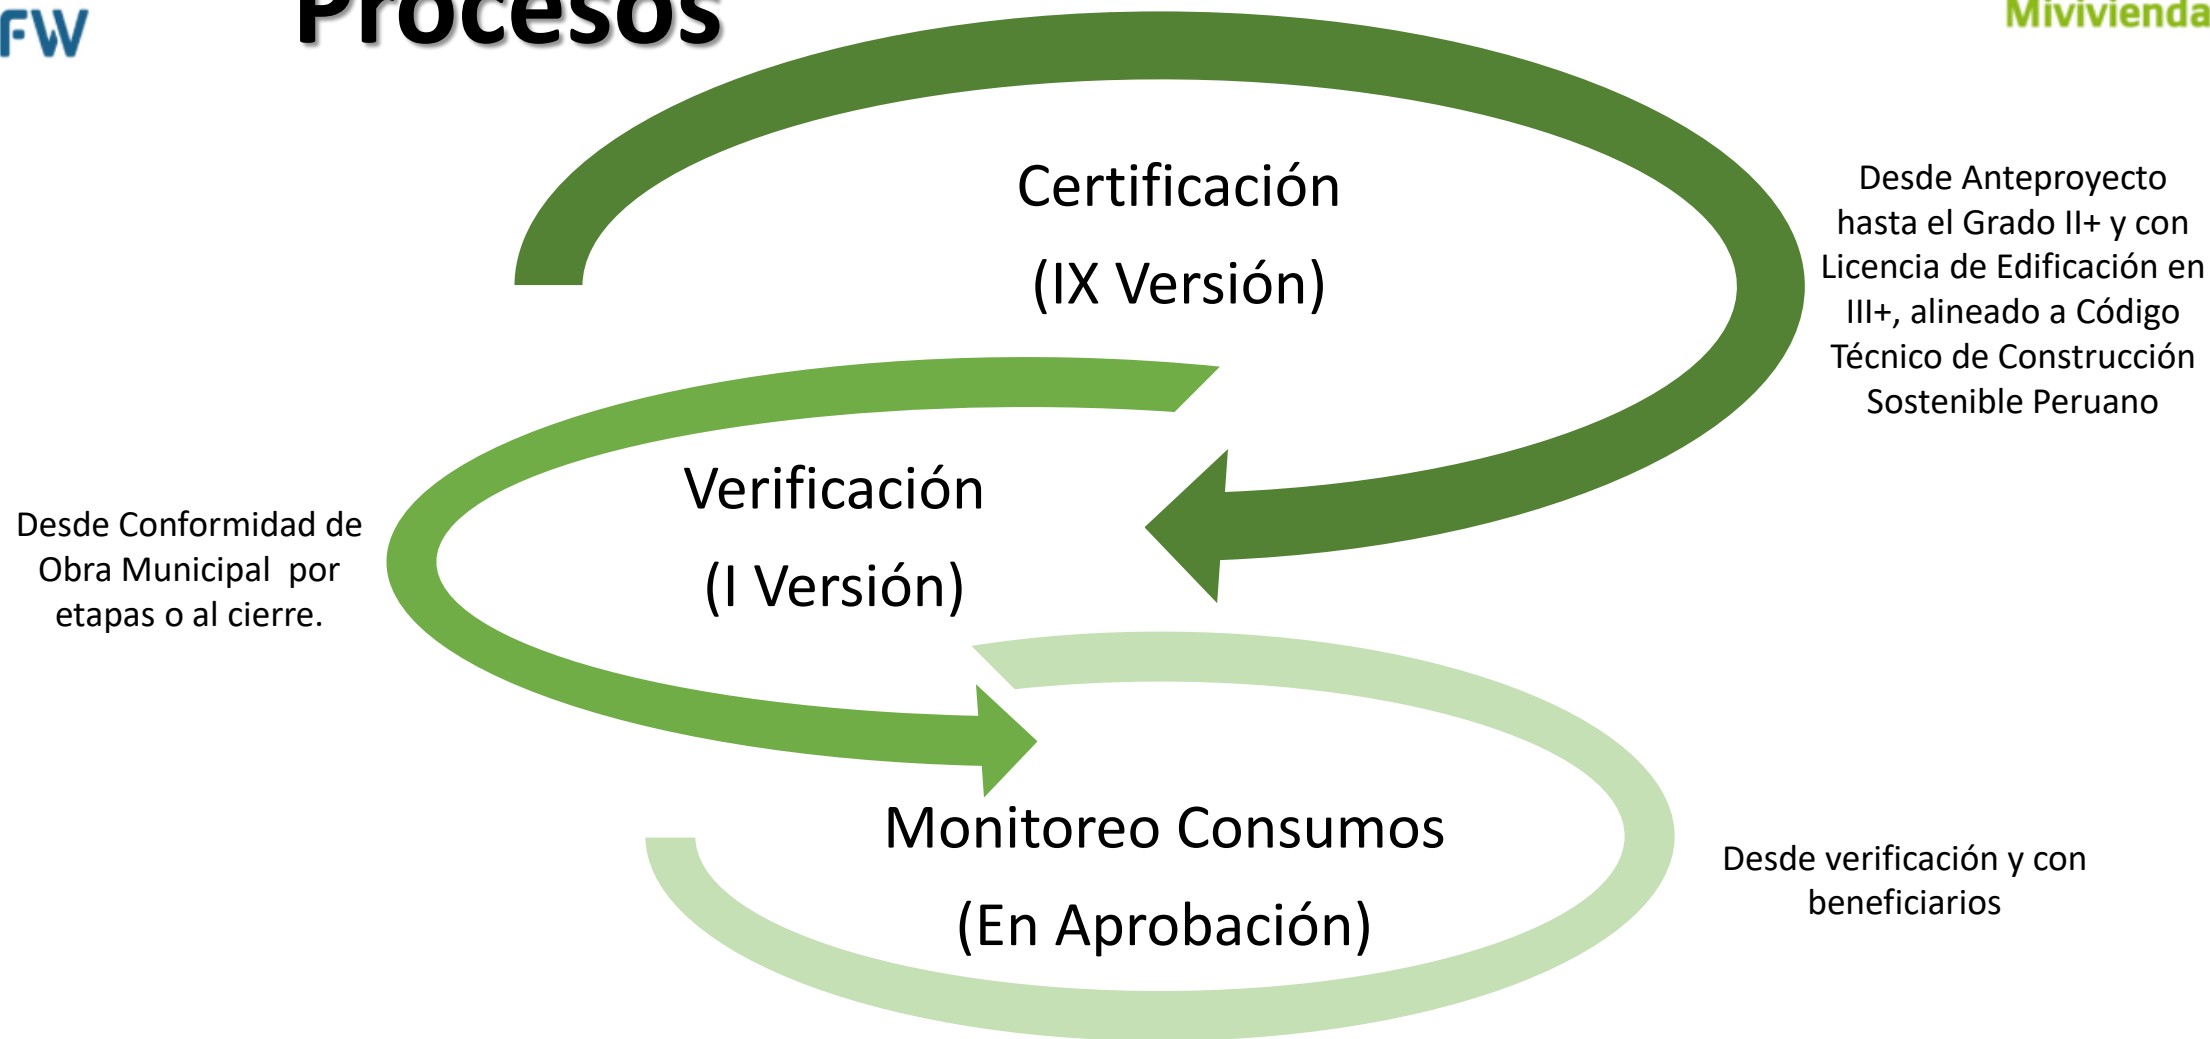 Procesos
FW
Mivivienda
Certificación
(IX Versión)
Desde Anteproyecto
hasta el Grado II+ y con
Licencia de Edificación en
III+, alineado a Código
Técnico de Construcción
Sostenible Peruano
Verificación
(I Versión)
Desde Conformidad de
Obra Municipal  por
etapas o al cierre.
Monitoreo Consumos
(En Aprobación)
Desde verificación y con
beneficiarios